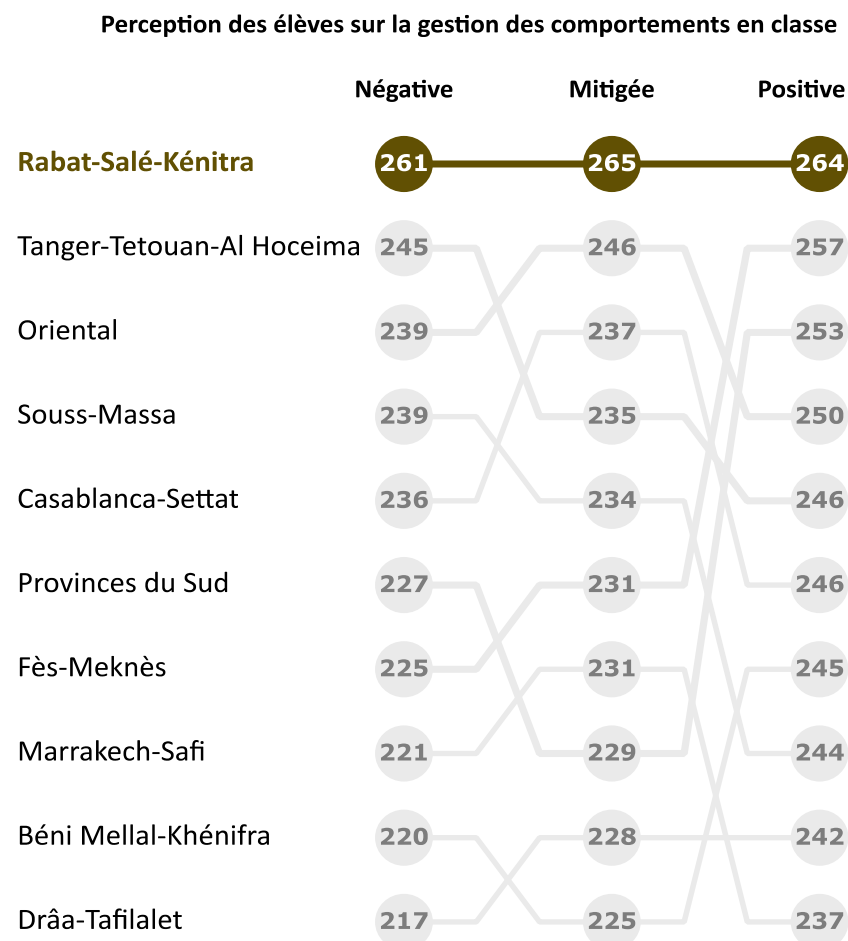 Perception des élèves sur la gestion des comportements en classe
Négative Mitigée Positive
Rabat-Salé-Kénitra 261 265 264
Tanger-Tetouan-Al Hoceima 245 246 257
Oriental 239 237 253
Souss-Massa 239 235 250
Casablanca-Settat 236 234 246
Provinces du Sud 227 231 246
Fès-Meknès 225 231 245
Marrakech-Safi 221 229 244
Béni Mellal-Khénifra 220 228 242
Drâa-Tafilalet 217 225 237